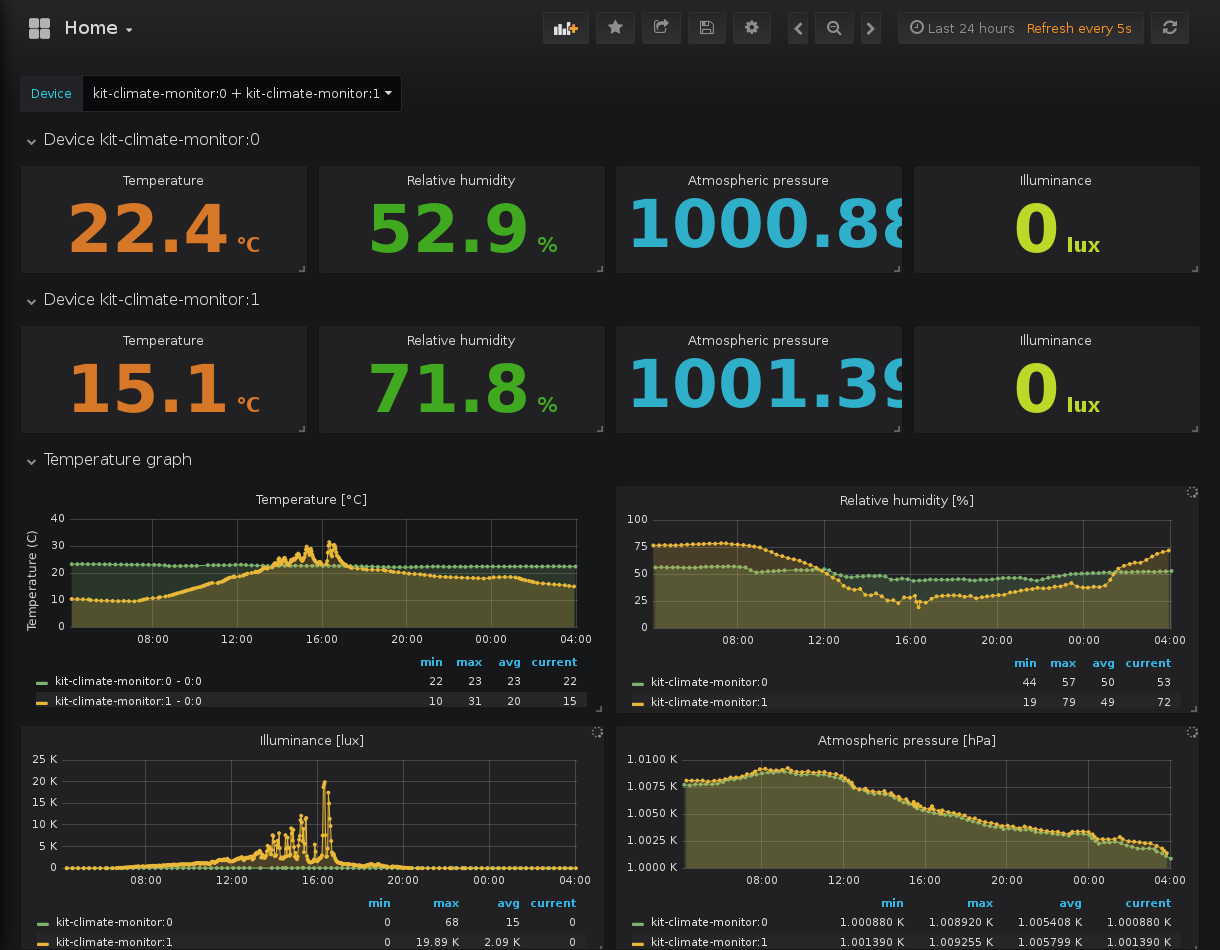 Home
Last 24 hours Refresh every 5s
Device kit-climate-monitor:0 + kit-climate-monitor:1
Device kit-climate-monitor:0
Temperature Relative humidity Atmospheric pressure Illuminance
22.4 °C 52.9 % 1000.88 0 lux
Device kit-climate-monitor:1
Temperature Relative humidity Atmospheric pressure Illuminance
15.1 °C 71.8 % 1001.39 0 lux
Temperature graph
Temperature [°C]
Temperature (C)
40
30
20
10
0
08:00 12:00 16:00 20:00 00:00 04:00
min max avg current
kit-climate-monitor:0 - 0:0 22 23 23 22
kit-climate-monitor:1 - 0:0 10 31 20 15
Relative humidity [%]
100
75
50
25
0
08:00 12:00 16:00 20:00 00:00 04:00
min max avg current
kit-climate-monitor:0 44 57 50 53
kit-climate-monitor:1 19 79 49 72
Illuminance [lux]
25 K
20 K
15 K
10 K
5 K
0
08:00 12:00 16:00 20:00 00:00 04:00
min max avg current
kit-climate-monitor:0 0 68 15 0
kit-climate-monitor:1 0 19.89 K 2.09 K 0
Atmospheric pressure [hPa]
1.0100 K
1.0075 K
1.0050 K
1.0025 K
1.0000 K
08:00 12:00 16:00 20:00 00:00 04:00
min max avg current
kit-climate-monitor:0 1.000880 K 1.008920 K 1.005408 K 1.000880 K
kit-climate-monitor:1 1.001390 K 1.009255 K 1.005799 K 1.001390 K